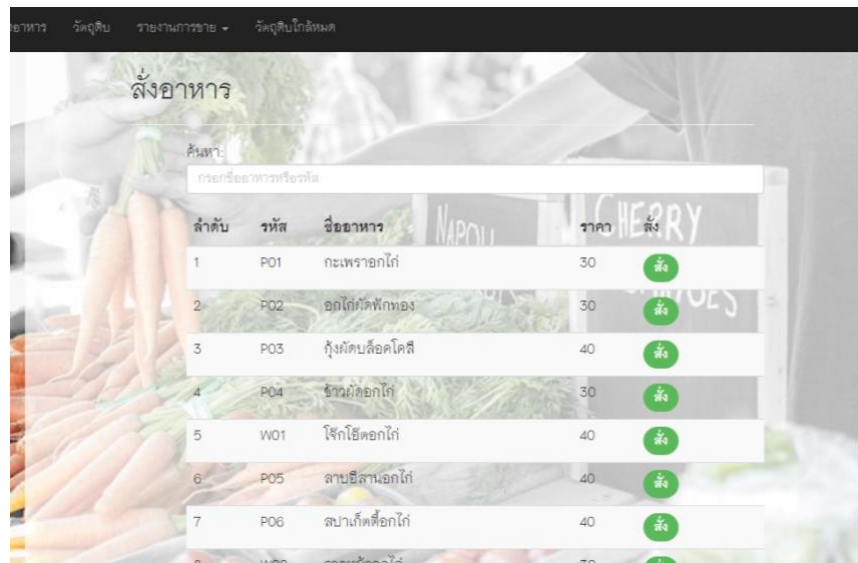 วัตถุดิบ รายงานการขาย วัตถุดิบใกล้หมด
สั่งอาหาร
ค้นหา:
กรอกชื่ออาหารหรือรหัส
ลำดับ รหัส ชื่ออาหาร ราคา สั่ง
1 P01 กะเพราอกไก่ 30 สั่ง
2 P02 อกไก่ผัดฟักทอง 30 สั่ง
3 P03 กุ้งผัดบล็อคโคลี 40 สั่ง
4 P04 ข้าวผัดอกไก่ 30 สั่ง
5 W01 โจ๊กโอ๊ตอกไก่ 40 สั่ง
6 P05 ลาบอีสานอกไก่ 40 สั่ง
7 P06 สปาเก็ตตี้อกไก่ 40 สั่ง
CHERRY